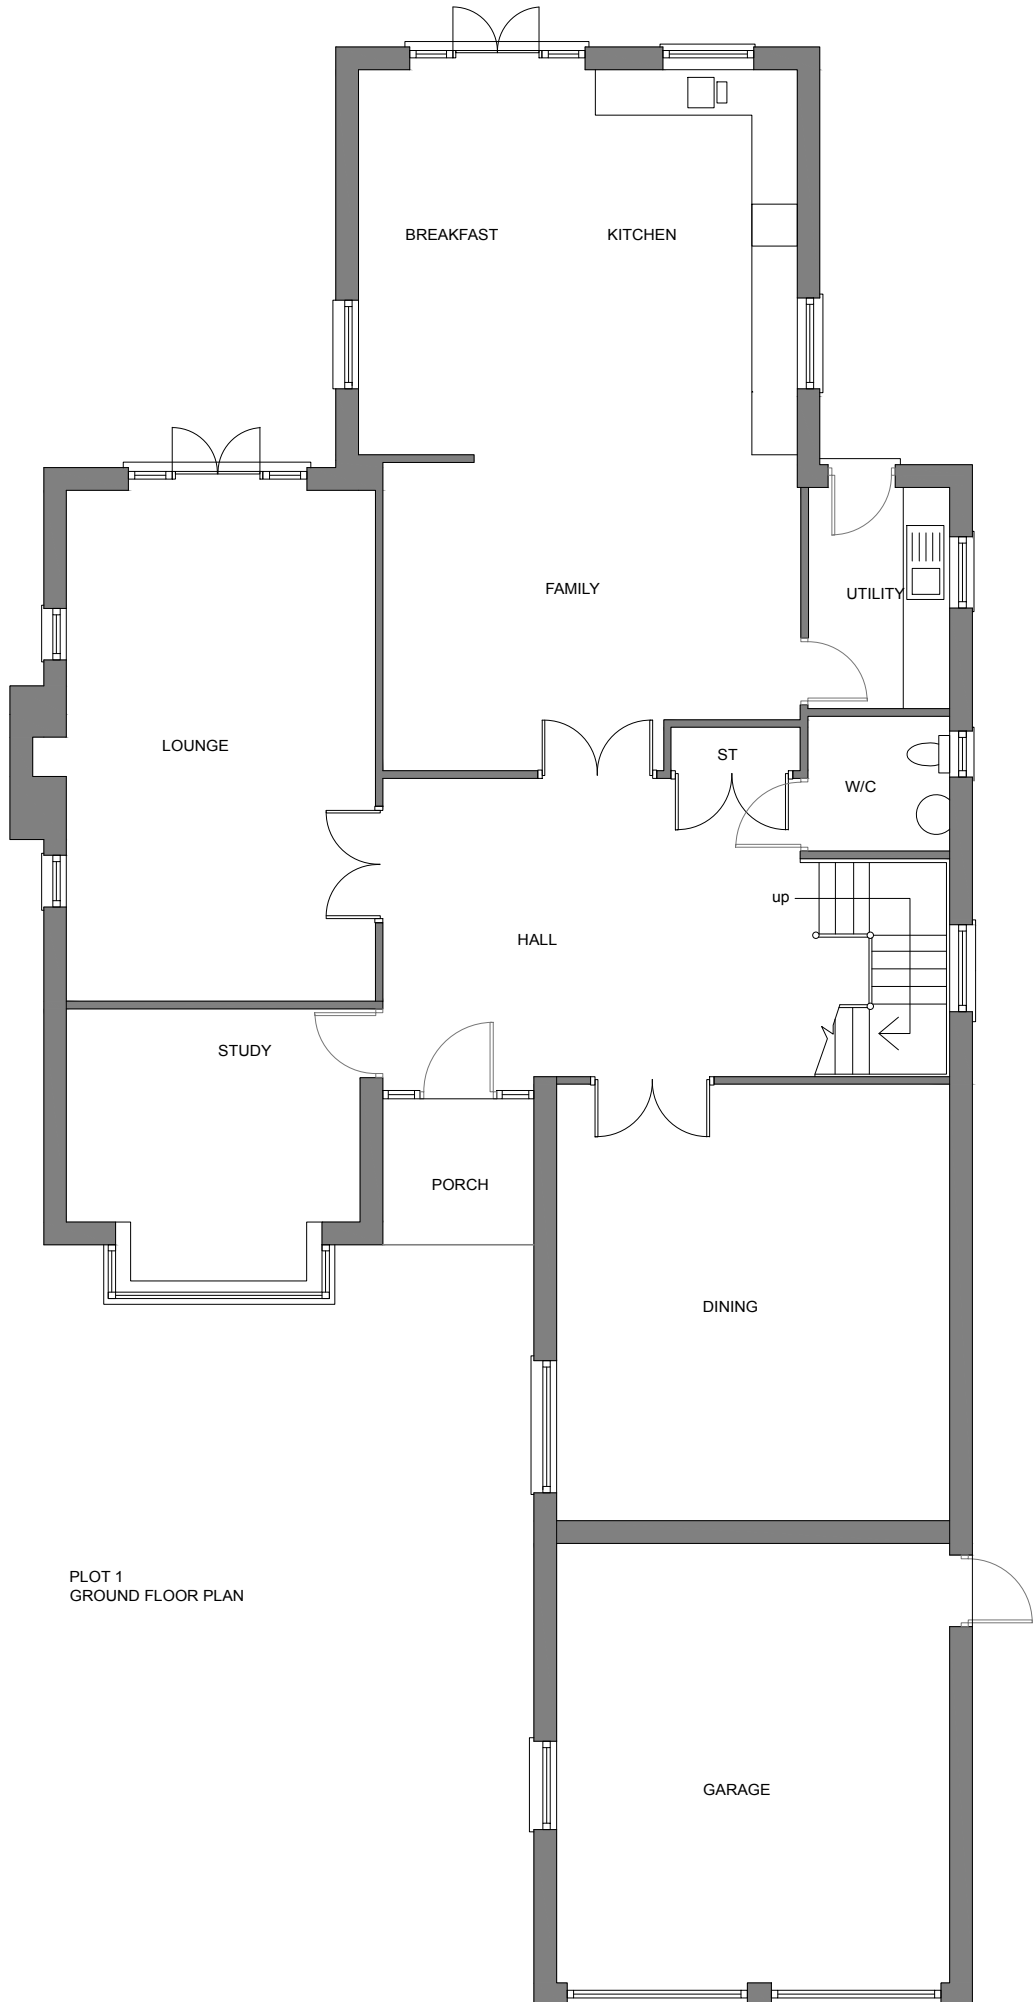 BREAKFAST
KITCHEN
FAMILY
UTILITY
LOUNGE
ST
W/C
up
HALL
STUDY
PORCH
DINING
PLOT 1
GROUND FLOOR PLAN
GARAGE